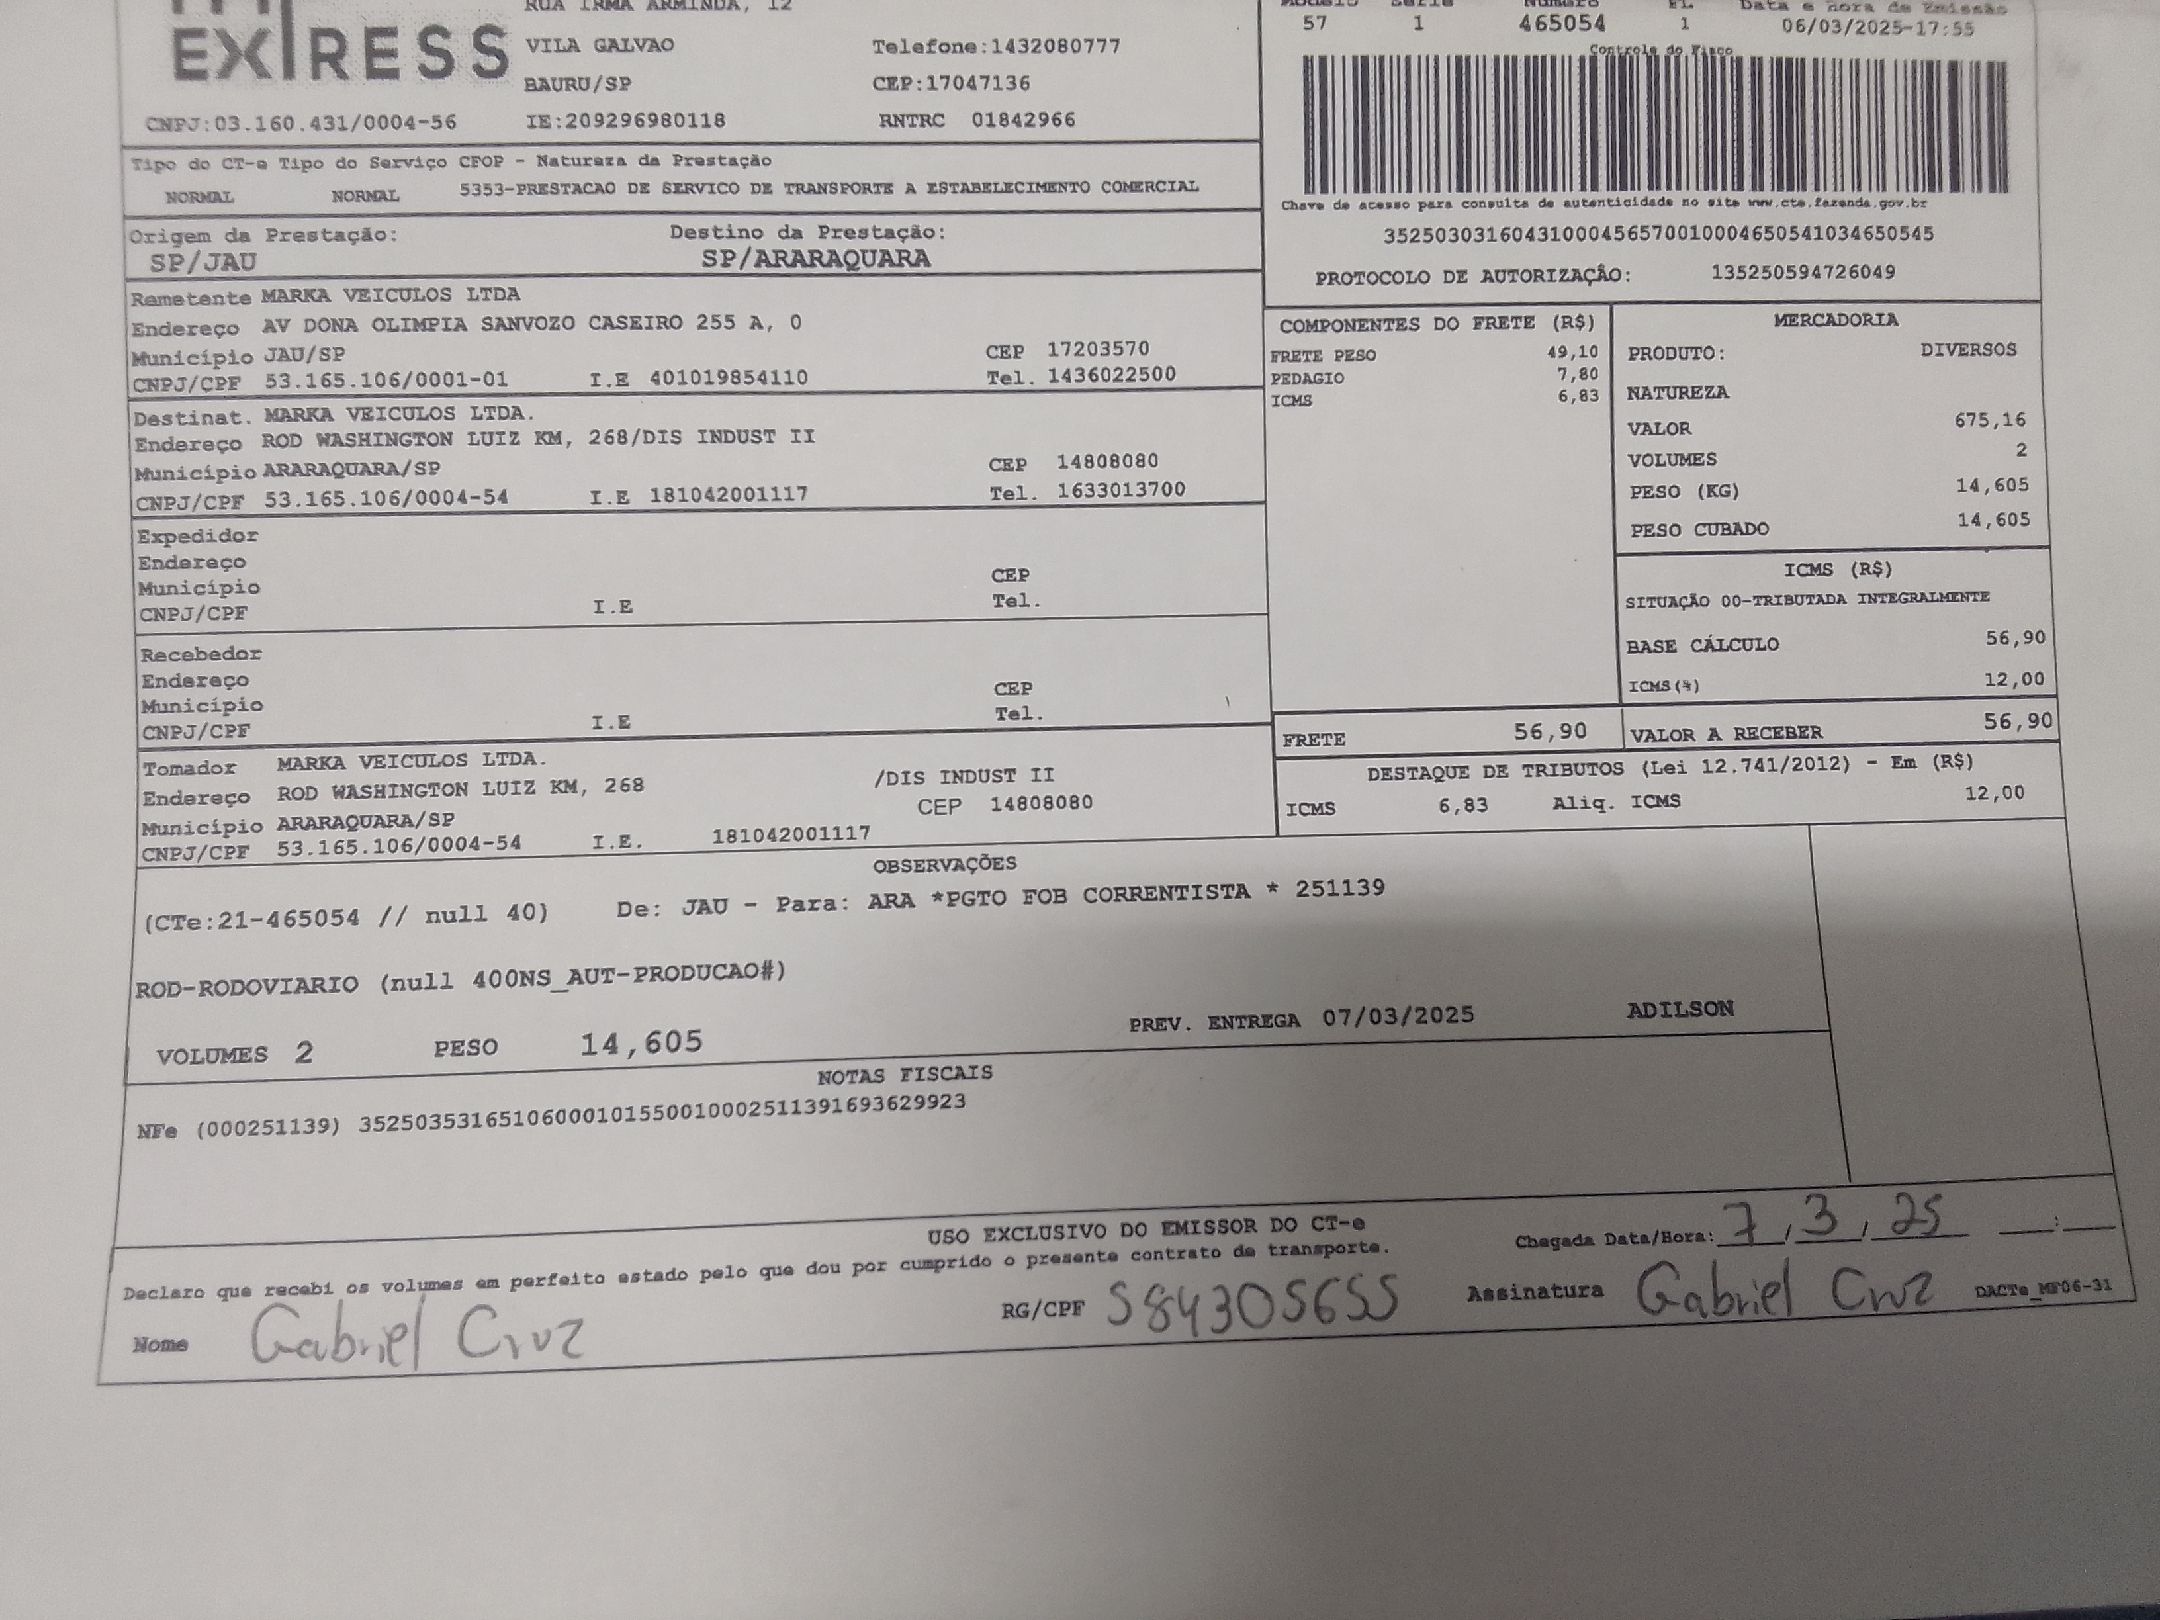 EXPRESS
RUA IRMA ARMINDA, 12
VILA GALVAO
Telefone:1432080777
BAURU/SP
CEP:17047136
CNPJ:03.160.431/0004-56
IE:209296980118
RNTRC 01842966
Modelo Série Número FL Data e hora de Emissão
57 1 465054 1 06/03/2025-17:55
Controle do Fisco
Chave de acesso para consulta de autenticidade no site www.cte.fazenda.gov.br
35250303160431000456570010004650541034650545
PROTOCOLO DE AUTORIZAÇÃO: 135250594726049
Tipo do CT-e Tipo do Serviço CFOP - Natureza da Prestação
NORMAL NORMAL 5353-PRESTACAO DE SERVICO DE TRANSPORTE A ESTABELECIMENTO COMERCIAL
Origem da Prestação: Destino da Prestação:
SP/JAU SP/ARARAQUARA
Remetente MARKA VEICULOS LTDA
Endereço AV DONA OLIMPIA SANVOZO CASEIRO 255 A, 0
Município JAU/SP CEP 17203570
CNPJ/CPF 53.165.106/0001-01 I.E 401019854110 Tel. 1436022500
Destinat. MARKA VEICULOS LTDA.
Endereço ROD WASHINGTON LUIZ KM, 268/DIS INDUST II
Município ARARAQUARA/SP CEP 14808080
CNPJ/CPF 53.165.106/0004-54 I.E 181042001117 Tel. 1633013700
Expedidor
Endereço
Município CEP
CNPJ/CPF I.E Tel.
Recebedor
Endereço
Município CEP
CNPJ/CPF I.E Tel.
Tomador MARKA VEICULOS LTDA.
Endereço ROD WASHINGTON LUIZ KM, 268 /DIS INDUST II
Município ARARAQUARA/SP CEP 14808080
CNPJ/CPF 53.165.106/0004-54 I.E. 181042001117
COMPONENTES DO FRETE (R$)
FRETE PESO 49,10
PEDAGIO 7,80
ICMS 6,83
MERCADORIA
PRODUTO: DIVERSOS
NATUREZA
VALOR 675,16
VOLUMES 2
PESO (KG) 14,605
PESO CUBADO 14,605
ICMS (R$)
SITUAÇÃO 00-TRIBUTADA INTEGRALMENTE
BASE CÁLCULO 56,90
ICMS(%) 12,00
FRETE 56,90 VALOR A RECEBER 56,90
DESTAQUE DE TRIBUTOS (Lei 12.741/2012) - Em (R$)
ICMS 6,83 Aliq. ICMS 12,00
OBSERVAÇÕES
(CTe:21-465054 // null 40) De: JAU - Para: ARA *PGTO FOB CORRENTISTA * 251139
ROD-RODOVIARIO (null 400NS_AUT-PRODUCAO#)
VOLUMES 2 PESO 14,605 PREV. ENTREGA 07/03/2025 ADILSON
NOTAS FISCAIS
NFe (000251139) 35250353165106000101550010002511391693629923
USO EXCLUSIVO DO EMISSOR DO CT-e
Declaro que recebi os volumes em perfeito estado pelo que dou por cumprido o presente contrato de transporte.
Chegada Data/Hora: 7/3/25 __:__
Nome Gabriel Cruz RG/CPF 584305655 Assinatura Gabriel Cruz DACTe_MF06-31